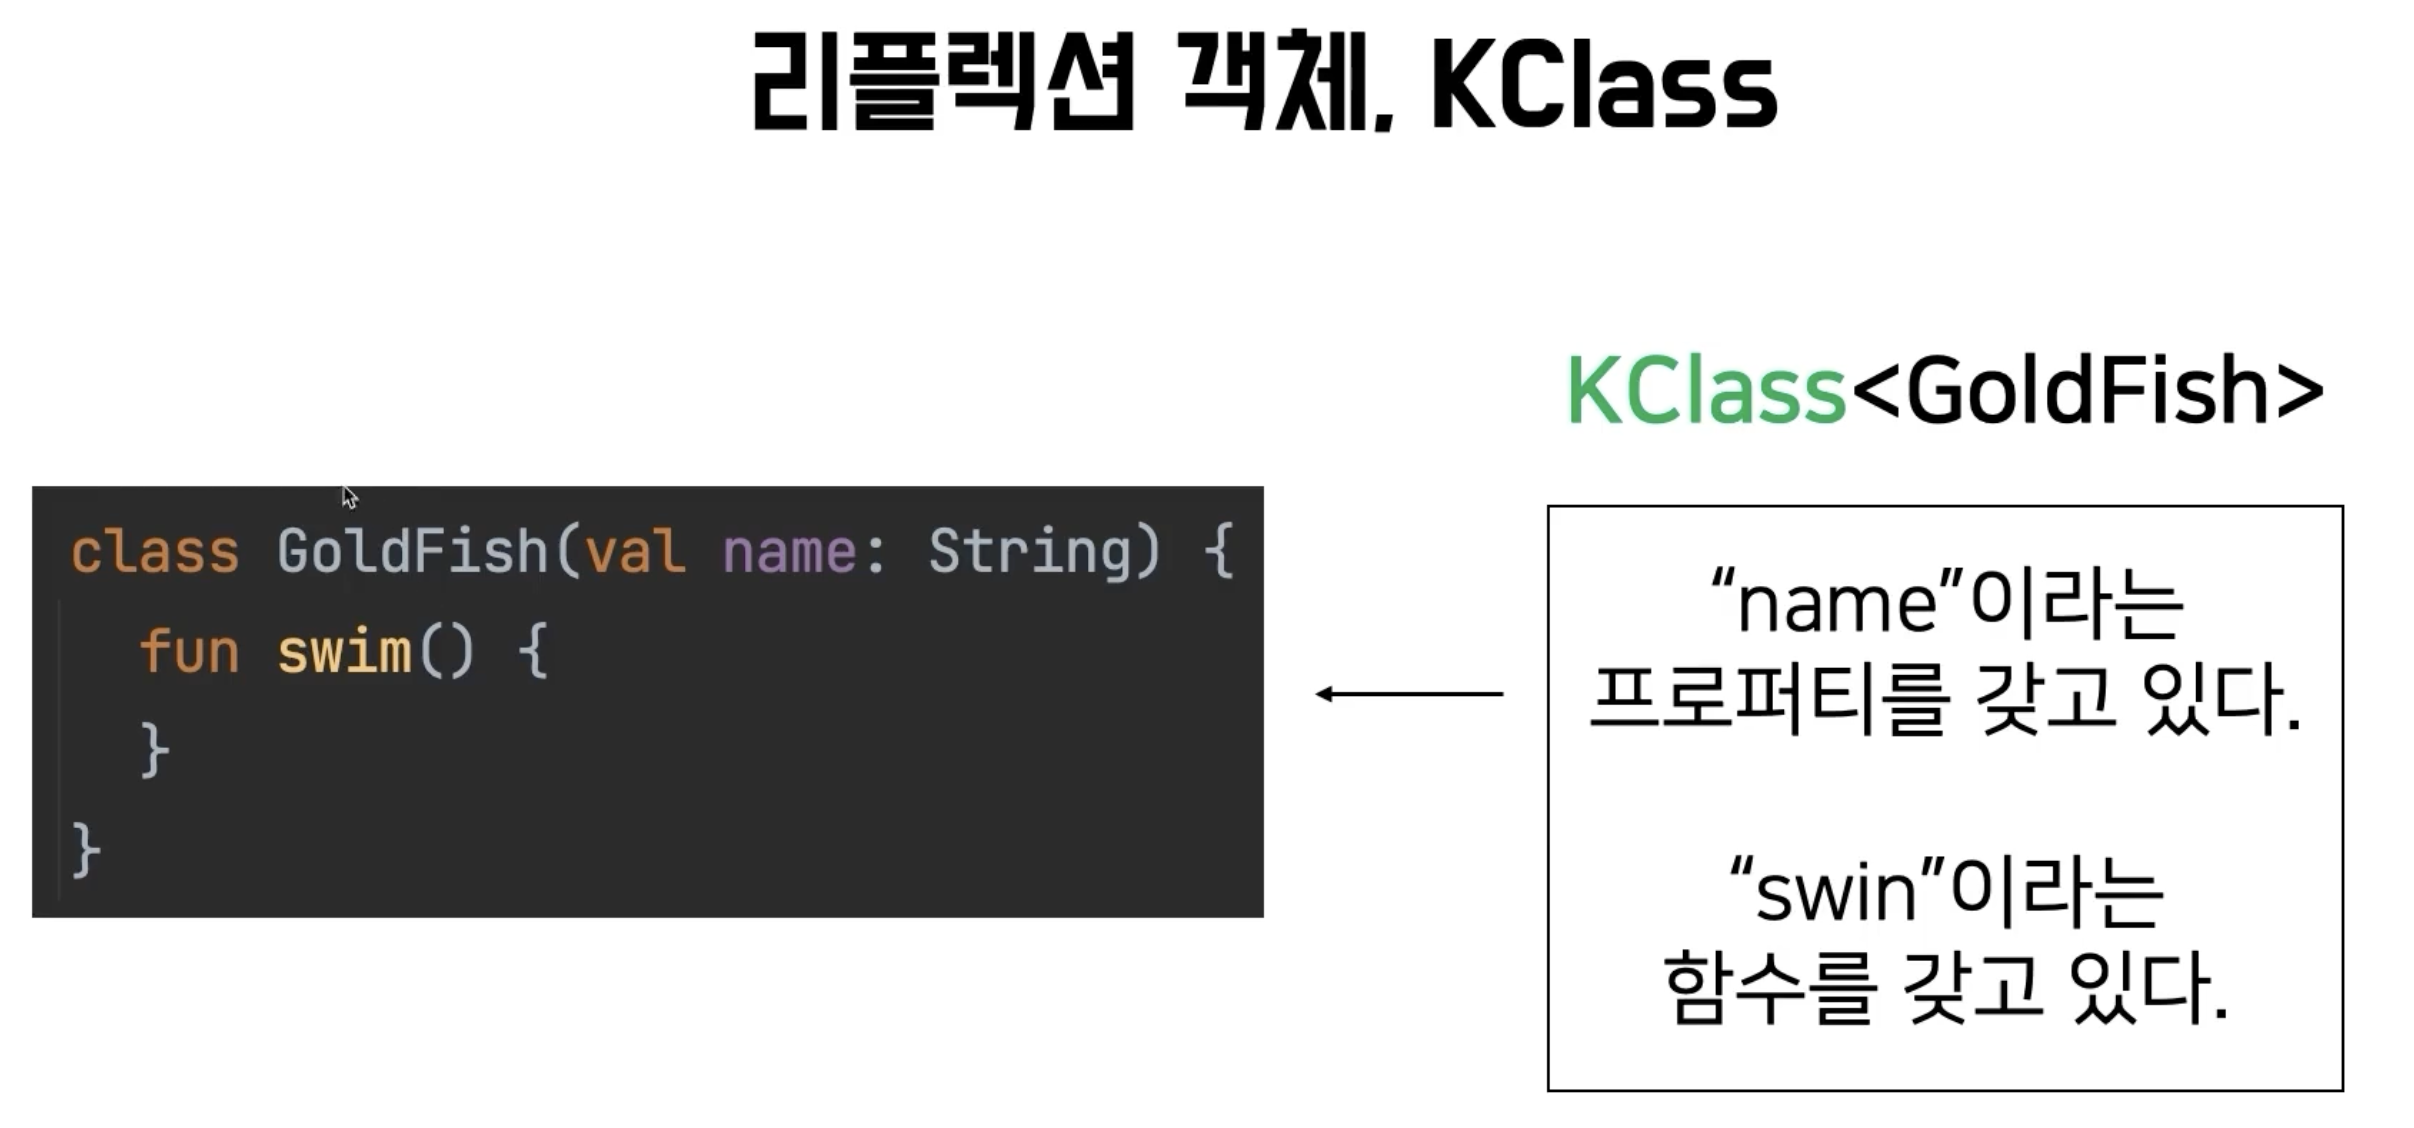 리플렉션 객체, KClass
KClass<GoldFish>
class GoldFish(val name: String) {
fun swim() {
}
}
“name”이라는
프로퍼티를 갖고 있다.
“swin”이라는
함수를 갖고 있다.